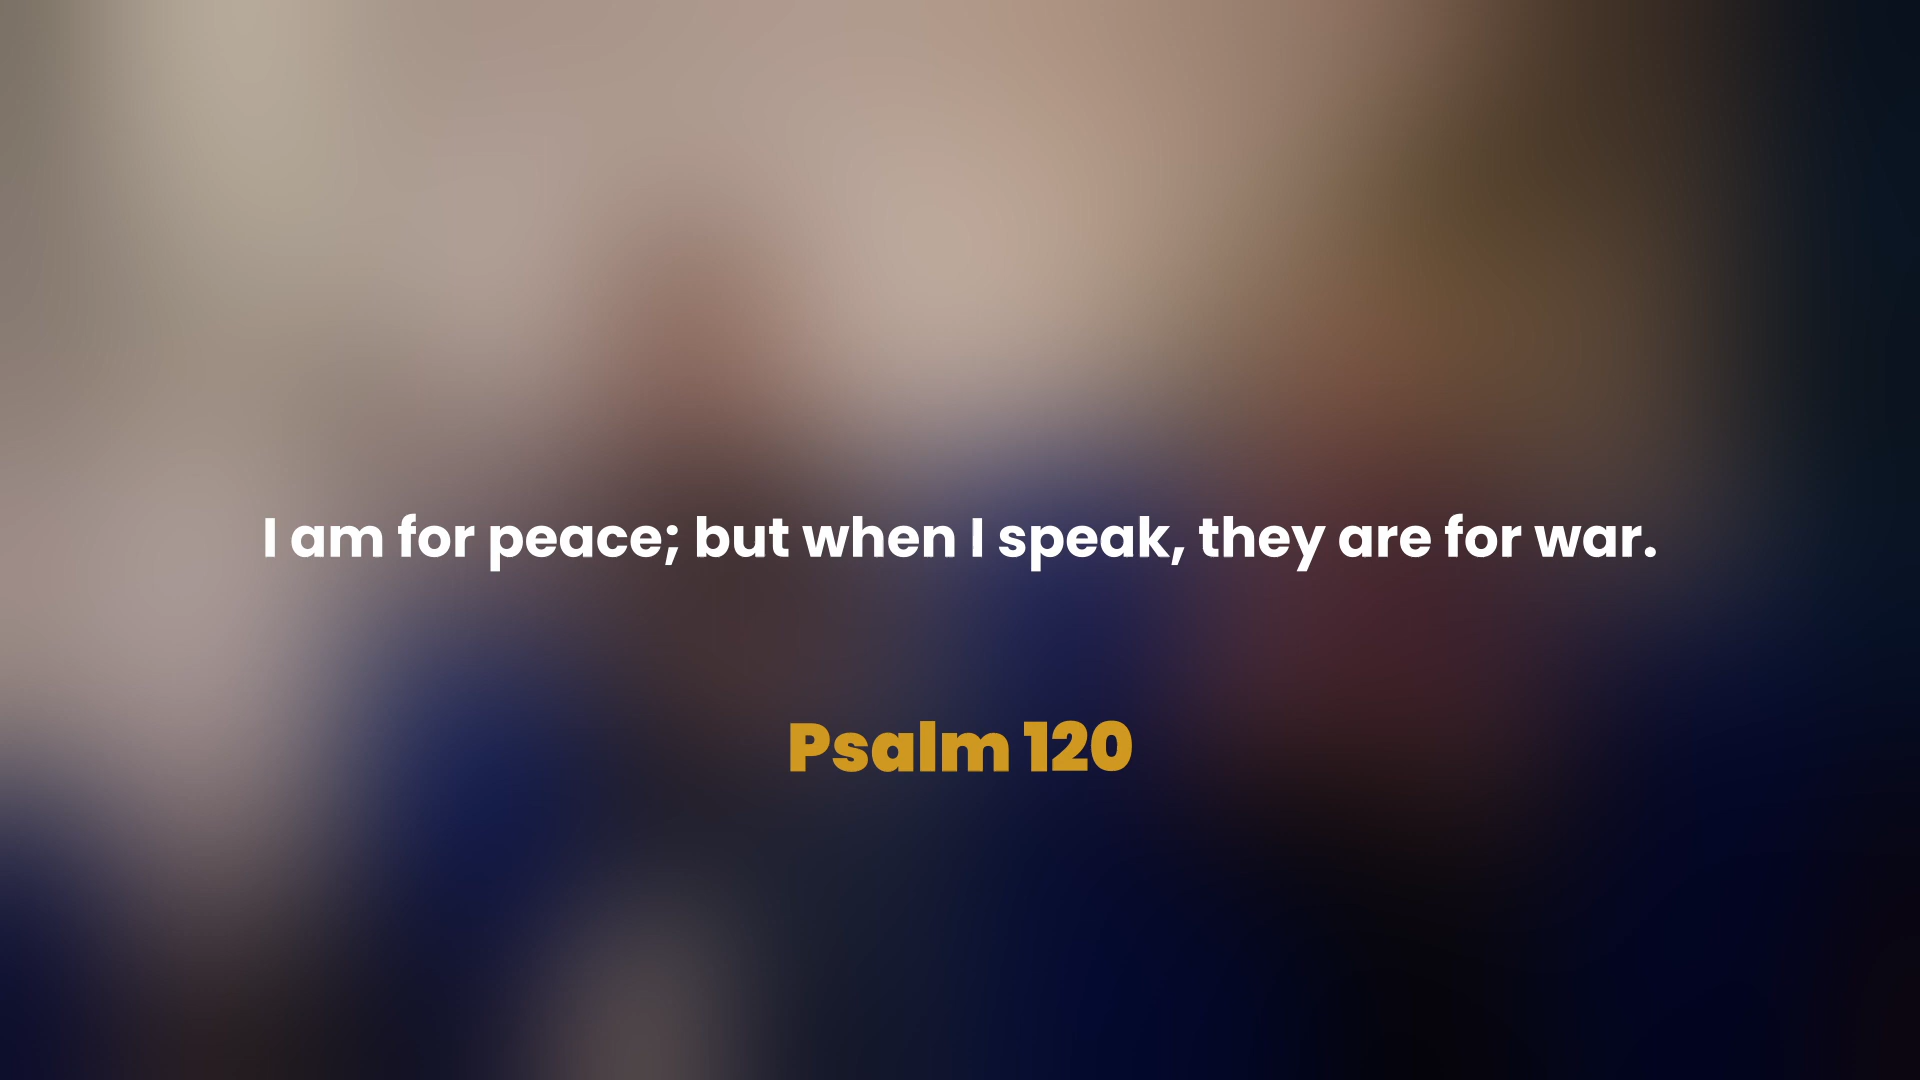 I am for peace; but when I speak, they are for war.
Psalm 120